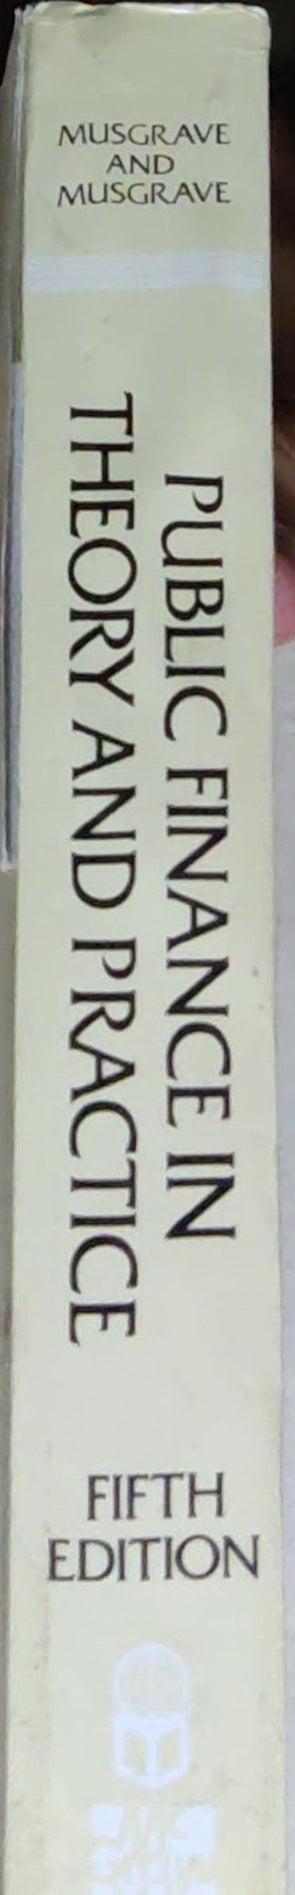 MUSGRAVE
AND
MUSGRAVE
PUBLIC FINANCE IN
THEORY AND PRACTICE
FIFTH
EDITION